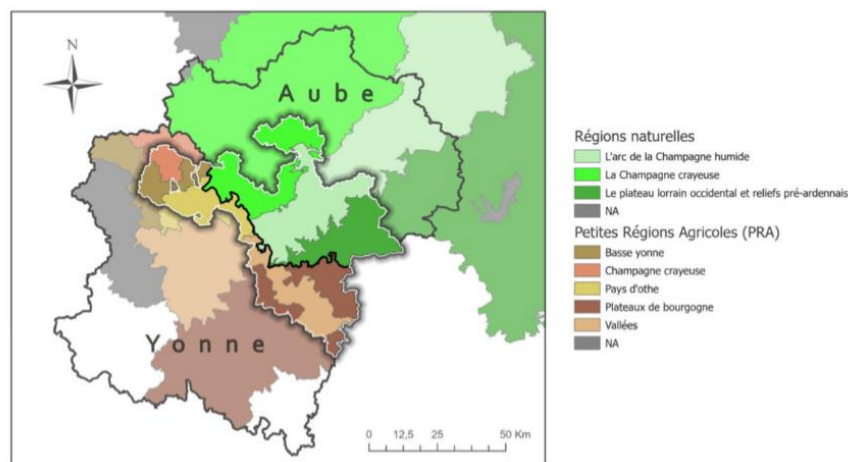 N
Aube
Yonne
0 12,5 25 50 Km
Régions naturelles
L'arc de la Champagne humide
La Champagne crayeuse
Le plateau lorrain occidental et reliefs pré-ardennais
NA
Petites Régions Agricoles (PRA)
Basse yonne
Champagne crayeuse
Pays d'othe
Plateaux de bourgogne
Vallées
NA